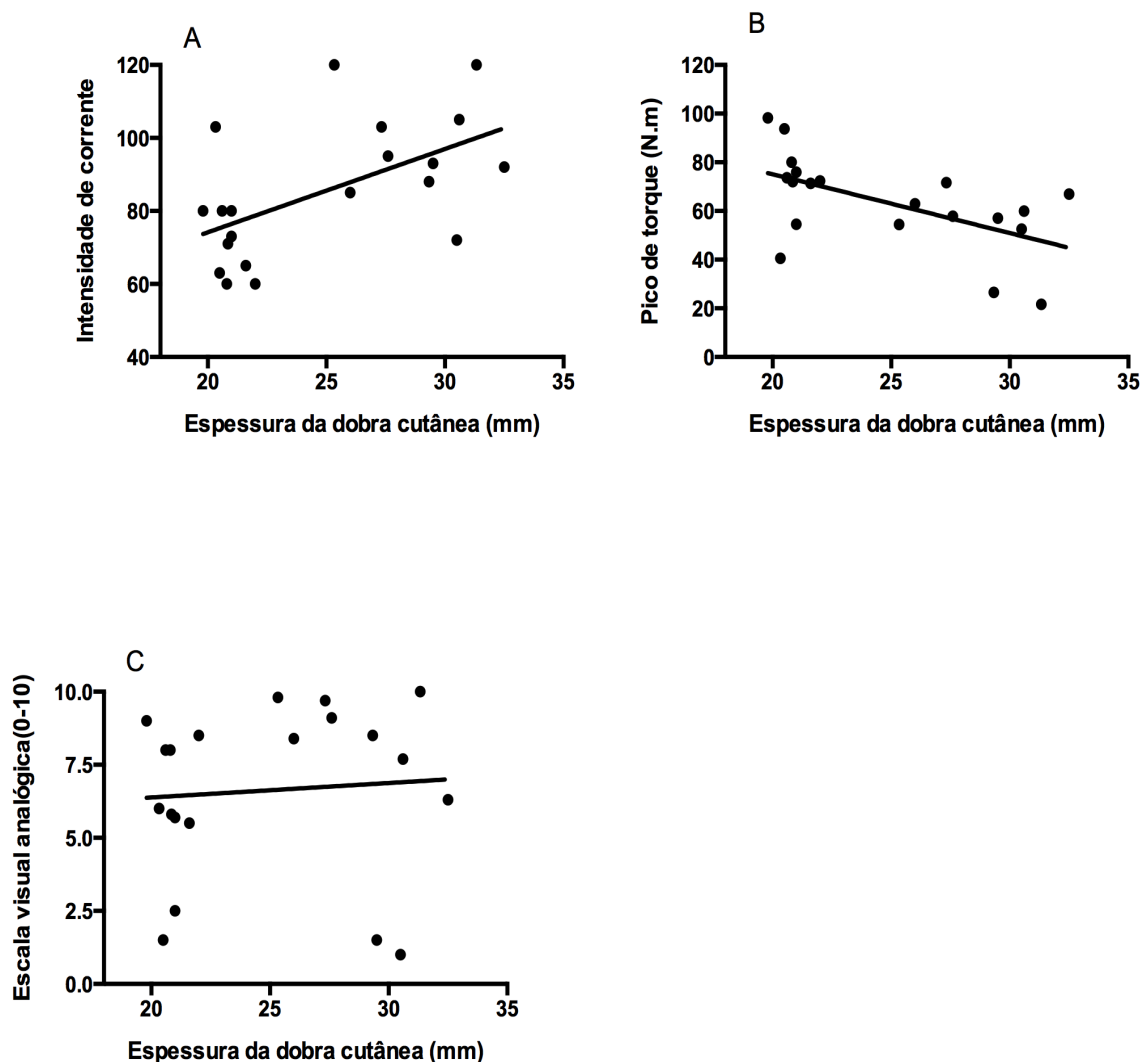 A
Intensidade de corrente
120
100
80
60
40
20 25 30 35
Espessura da dobra cutânea (mm)
B
Pico de torque (N.m)
120
100
80
60
40
20
0
20 25 30 35
Espessura da dobra cutânea (mm)
C
Escala visual analógica(0-10)
10.0
7.5
5.0
2.5
0.0
20 25 30 35
Espessura da dobra cutânea (mm)